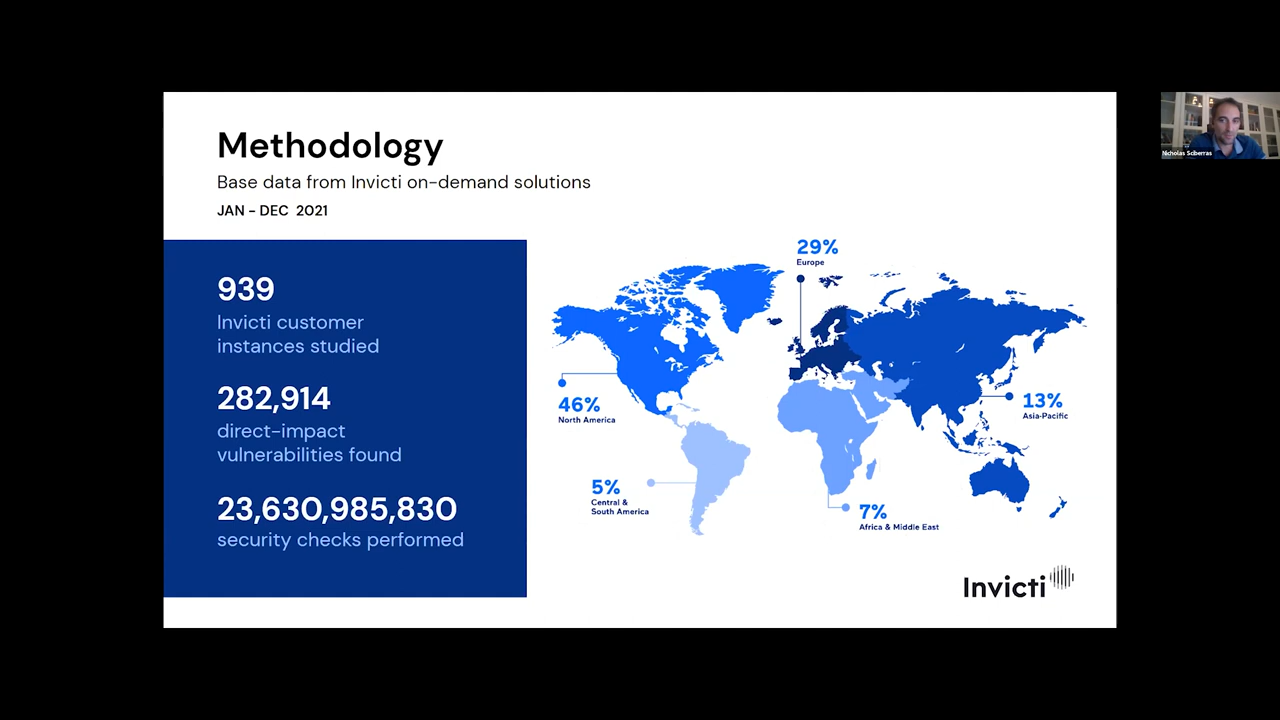 Methodology
Base data from Invicti on-demand solutions
JAN - DEC 2021
939
Invicti customer
instances studied
282,914
direct-impact
vulnerabilities found
23,630,985,830
security checks performed
29%
Europe
46%
North America
13%
Asia-Pacific
5%
Central &
South America
7%
Africa & Middle East
Invicti
Nicholas Sciberras